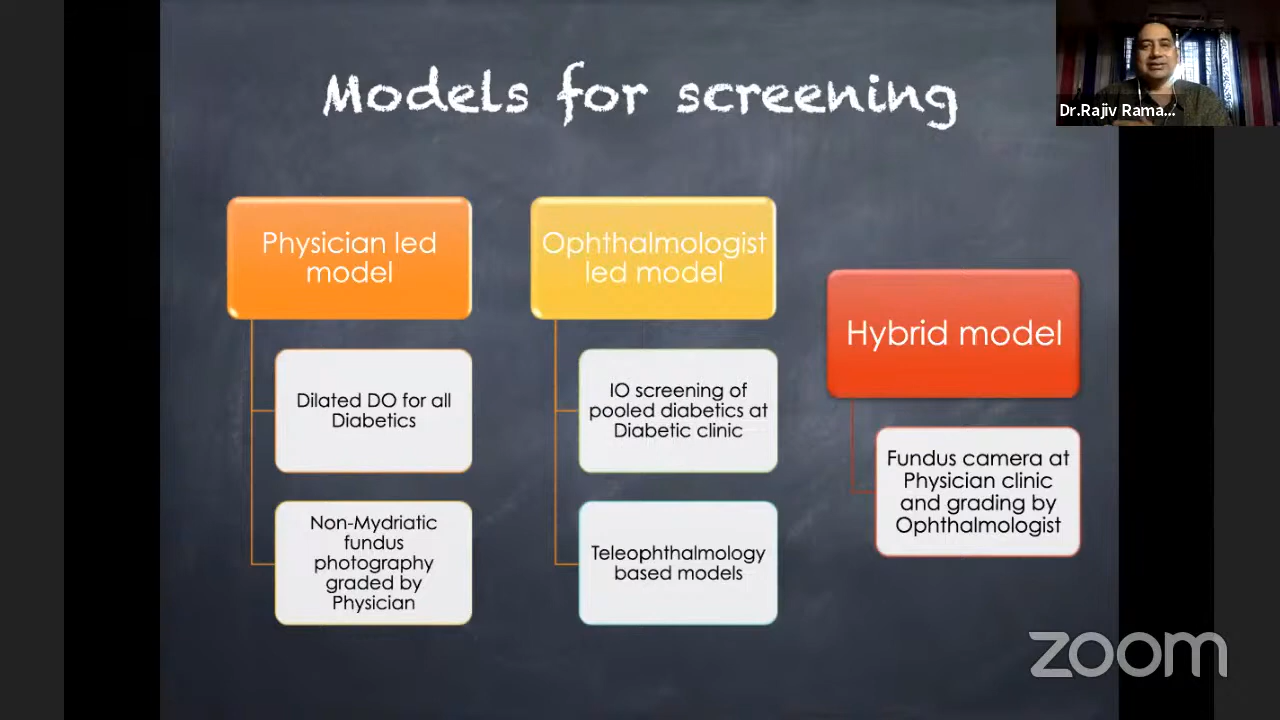 Models for screening
Dr.Rajiv Rama...
Physician led
model
Dilated DO for all
Diabetics
Non-Mydriatic
fundus
photography
graded by
Physician
Ophthalmologist
led model
IO screening of
pooled diabetics at
Diabetic clinic
Teleophthalmology
based models
Hybrid model
Fundus camera at
Physician clinic
and grading by
Ophthalmologist
zoom